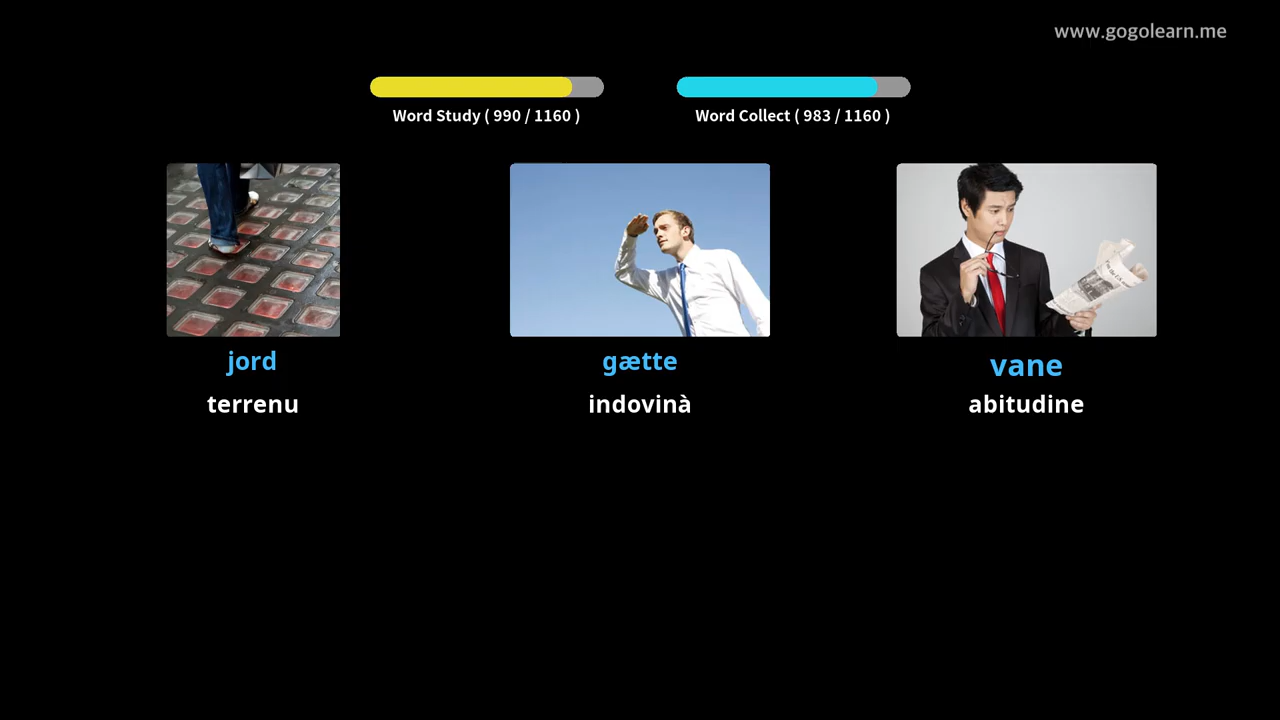 www.gogolearn.me
Word Study ( 990 / 1160 )
Word Collect ( 983 / 1160 )
jord
gætte
vane
terrenu
indovinà
abitudine